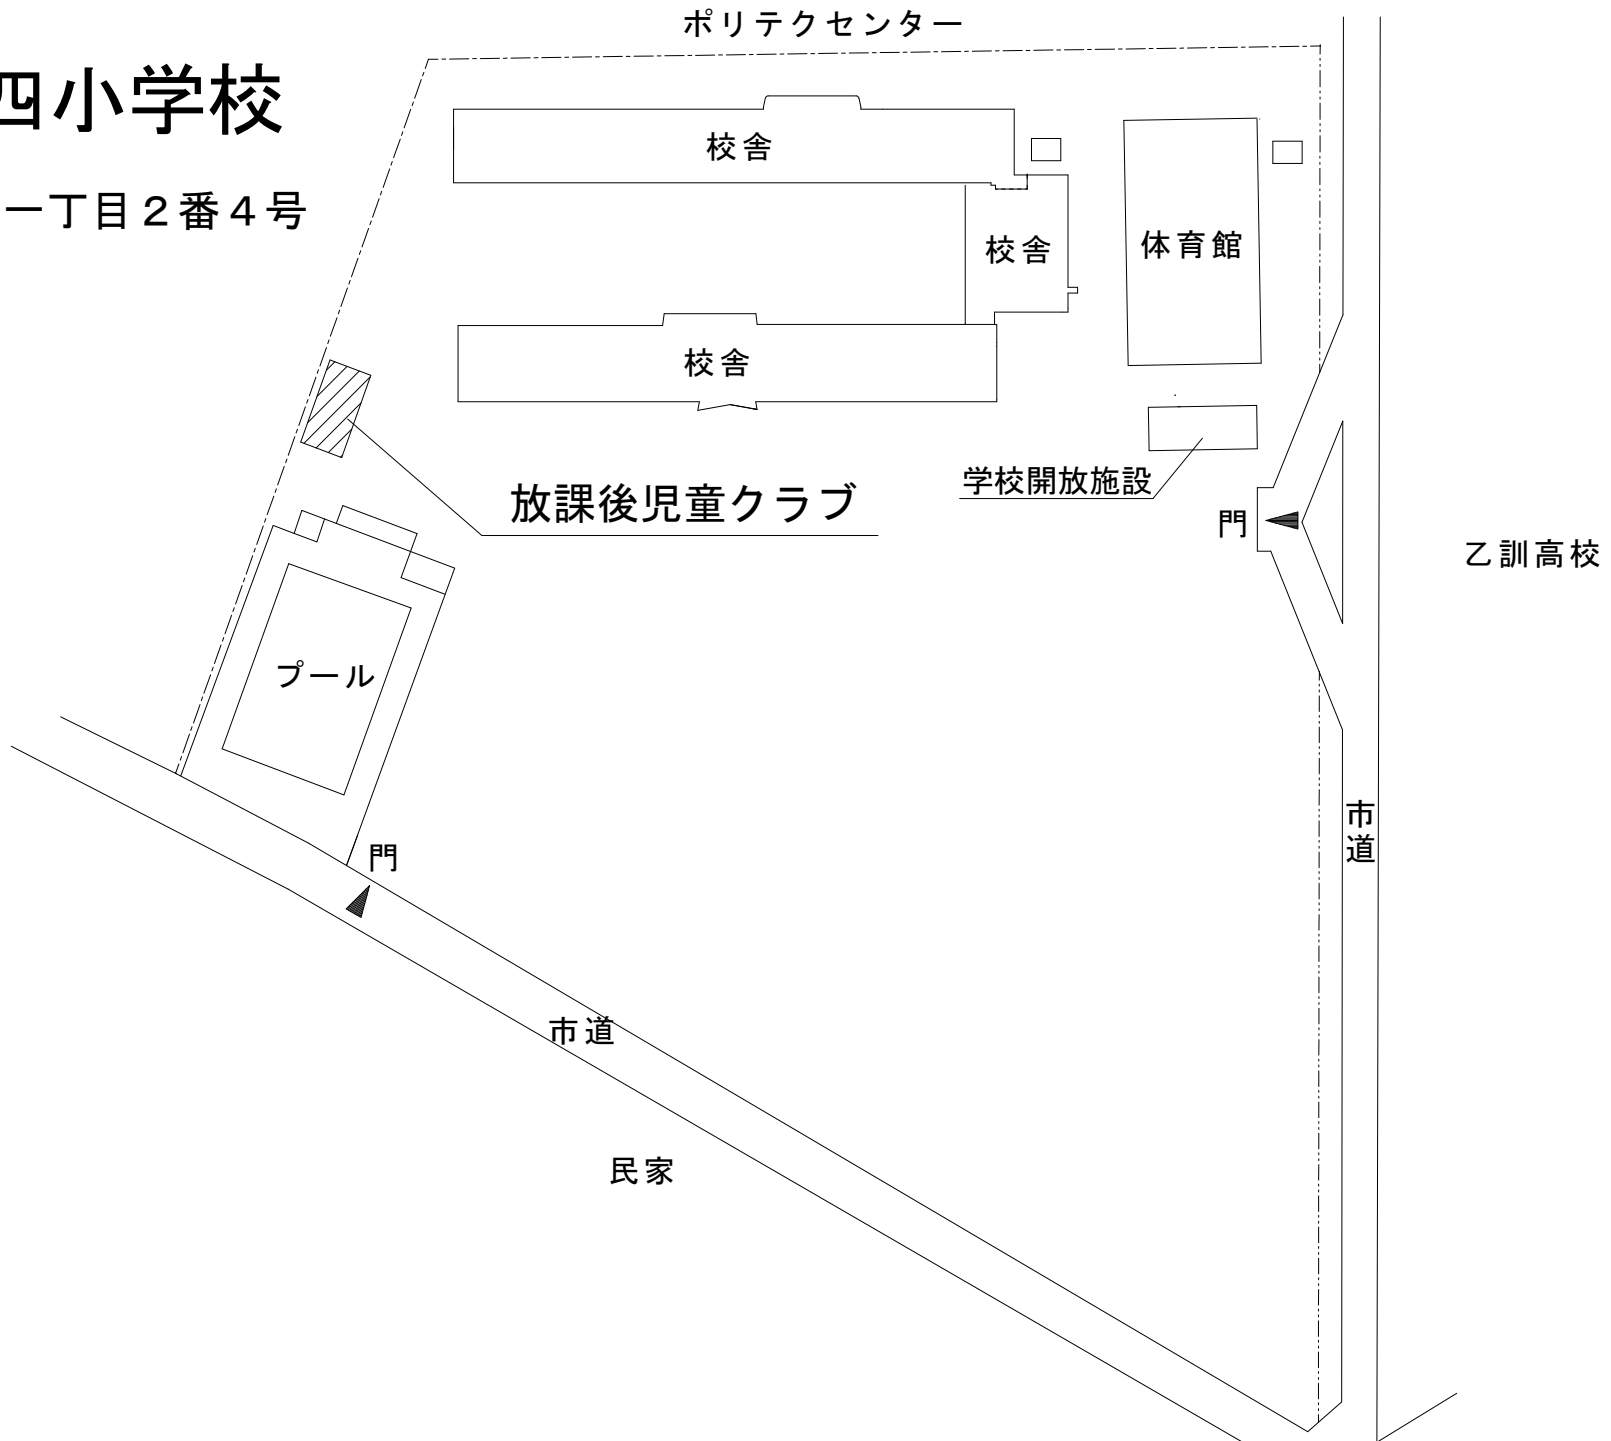 ポリテクセンター
四小学校
一丁目２番４号
校舎
校舎
体育館
校舎
学校開放施設
放課後児童クラブ
門
乙訓高校
プール
市道
門
市道
民家